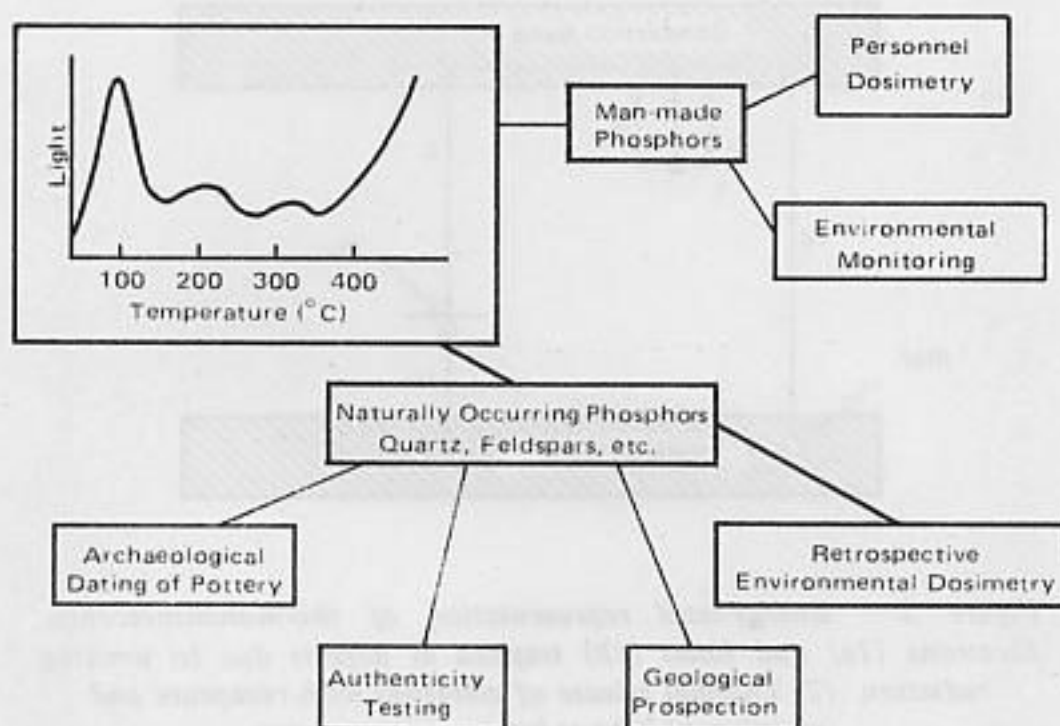 Light
100 200 300 400
Temperature (°C)
Man-made
Phosphors
Personnel
Dosimetry
Environmental
Monitoring
Naturally Occurring Phosphors
Quartz, Feldspars, etc.
Archaeological
Dating of Pottery
Authenticity
Testing
Geological
Prospection
Retrospective
Environmental Dosimetry